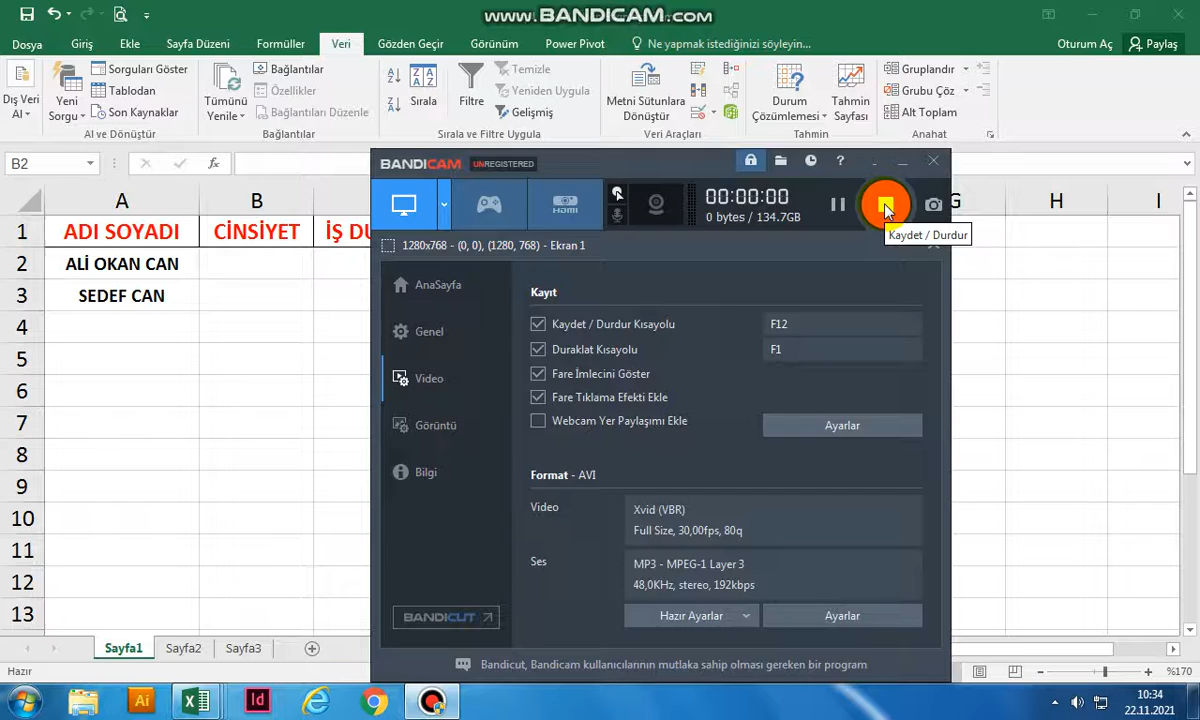 www.BANDICAM.com
Dosya Giriş Ekle Sayfa Düzeni Formüller Veri Gözden Geçir Görünüm Power Pivot Ne yapmak istediğinizi söyleyin... Oturum Aç Paylaş
Dış Veri Al
Yeni Sorgu
Sorguları Göster
Tablodan
Son Kaynaklar
Al ve Dönüştür
Tümünü Yenile
Bağlantılar
Özellikler
Bağlantıları Düzenle
Bağlantılar
Sırala
Filtre
Temizle
Yeniden Uygula
Gelişmiş
Sırala ve Filtre Uygula
Metni Sütunlara Dönüştür
Veri Araçları
Durum Çözümlemesi
Tahmin Sayfası
Tahmin
Gruplandır
Grubu Çöz
Alt Toplam
Anahat
B2
fx
A B G H I
1 ADI SOYADI CİNSİYET İŞ DU
2 ALİ OKAN CAN
3 SEDEF CAN
4
5
6
7
8
9
10
11
12
13
BANDICAM UNREGISTERED
HDMI
00:00:00
0 bytes / 134.7GB
Kaydet / Durdur
1280x768 - (0, 0), (1280, 768) - Ekran 1
AnaSayfa
Genel
Video
Görüntü
Bilgi
BANDICUT
Kayıt
Kaydet / Durdur Kısayolu F12
Duraklat Kısayolu F1
Fare İmlecini Göster
Fare Tıklama Efekti Ekle
Webcam Yer Paylaşımı Ekle Ayarlar
Format - AVI
Video Xvid (VBR)
Full Size, 30,00fps, 80q
Ses MP3 - MPEG-1 Layer 3
48,0KHz, stereo, 192kbps
Hazır Ayarlar Ayarlar
Bandicut, Bandicam kullanıcılarının mutlaka sahip olması gereken bir program
Sayfa1 Sayfa2 Sayfa3
Hazır %170
Ai Id
10:34
22.11.2021